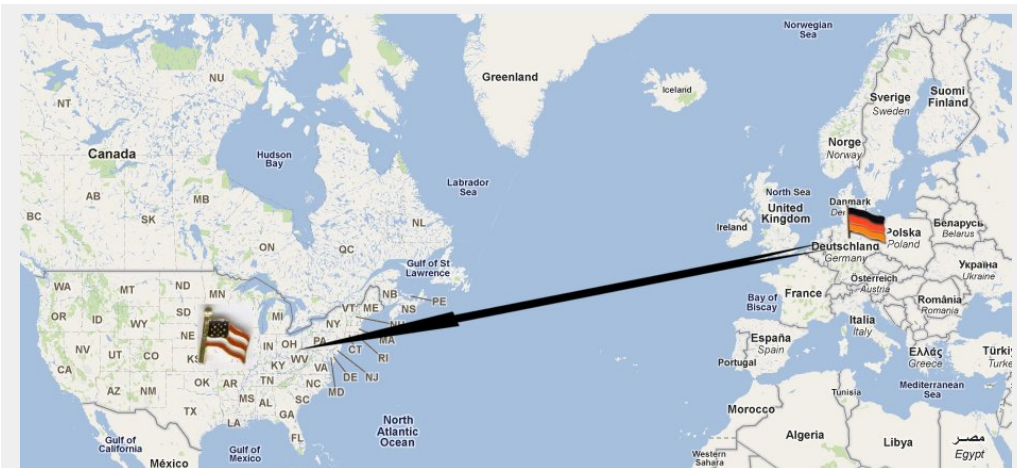 Norwegian
Sea
Greenland
Iceland
NU
NT
Sverige
Sweden
Suomi
Finland
Norge
Norway
Canada
Hudson
Bay
Labrador
Sea
AB
MB
SK
BC
North Sea
Danmark
United
Kingdom
Ireland
Polska
Poland
Беларусь
Belarus
NL
ON
QC
Deutschland
Germany
Gulf of St
Lawrence
Україна
Ukraine
Österreich
Austria
WA
MT
ND
MN
NB
PE
VT
ME
NS
Bay of
Biscay
France
România
Romania
OR
ID
SD
WY
MI
NY
MA
Italia
Italy
NE
IN
OH
PA
CT
RI
España
Spain
Portugal
Ελλάς
Greece
NV
UT
CO
KS
WV
KY
VA
DE
NJ
MD
CA
AZ
NM
OK
AR
TN
NC
Mediterranean
Sea
Tunisia
TX
MS
AL
SC
GA
LA
FL
North
Atlantic
Ocean
Morocco
Algeria
Libya
مصر
Egypt
Gulf of
California
Gulf of
Mexico
México
Western
Sahara